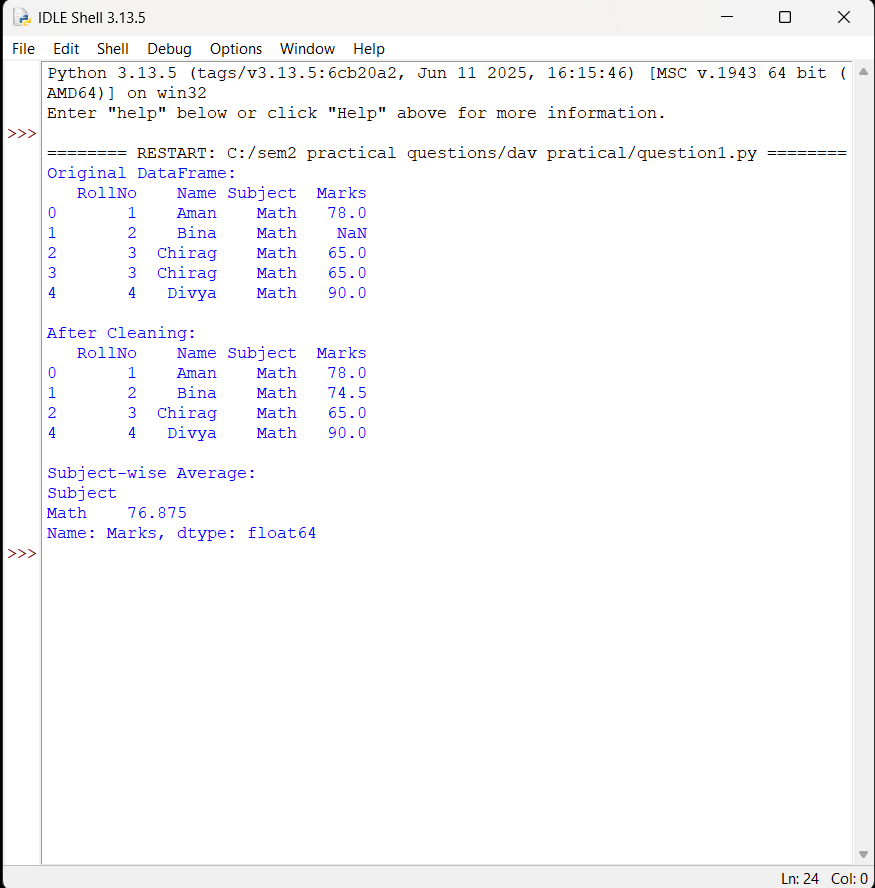 IDLE Shell 3.13.5
File Edit Shell Debug Options Window Help
Python 3.13.5 (tags/v3.13.5:6cb20a2, Jun 11 2025, 16:15:46) [MSC v.1943 64 bit (
AMD64)] on win32
Enter "help" below or click "Help" above for more information.
>>>
======== RESTART: C:/sem2 practical questions/dav pratical/question1.py ========
Original DataFrame:
   RollNo    Name Subject  Marks
0       1    Aman    Math   78.0
1       2    Bina    Math    NaN
2       3  Chirag    Math   65.0
3       3  Chirag    Math   65.0
4       4   Divya    Math   90.0

After Cleaning:
   RollNo    Name Subject  Marks
0       1    Aman    Math   78.0
1       2    Bina    Math   74.5
2       3  Chirag    Math   65.0
4       4   Divya    Math   90.0

Subject-wise Average:
Subject
Math    76.875
Name: Marks, dtype: float64
>>>
Ln: 24 Col: 0